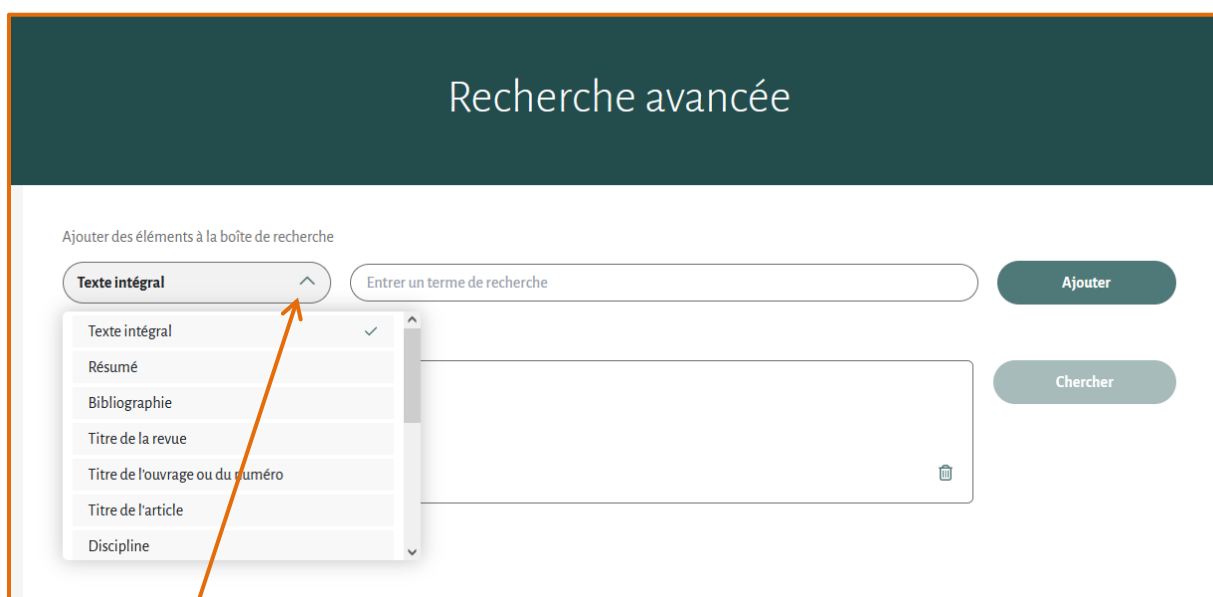 Recherche avancée
Ajouter des éléments à la boîte de recherche
Texte intégral
Entrer un terme de recherche
Ajouter
Texte intégral
Résumé
Chercher
Bibliographie
Titre de la revue
Titre de l'ouvrage ou du numéro
Titre de l'article
Discipline